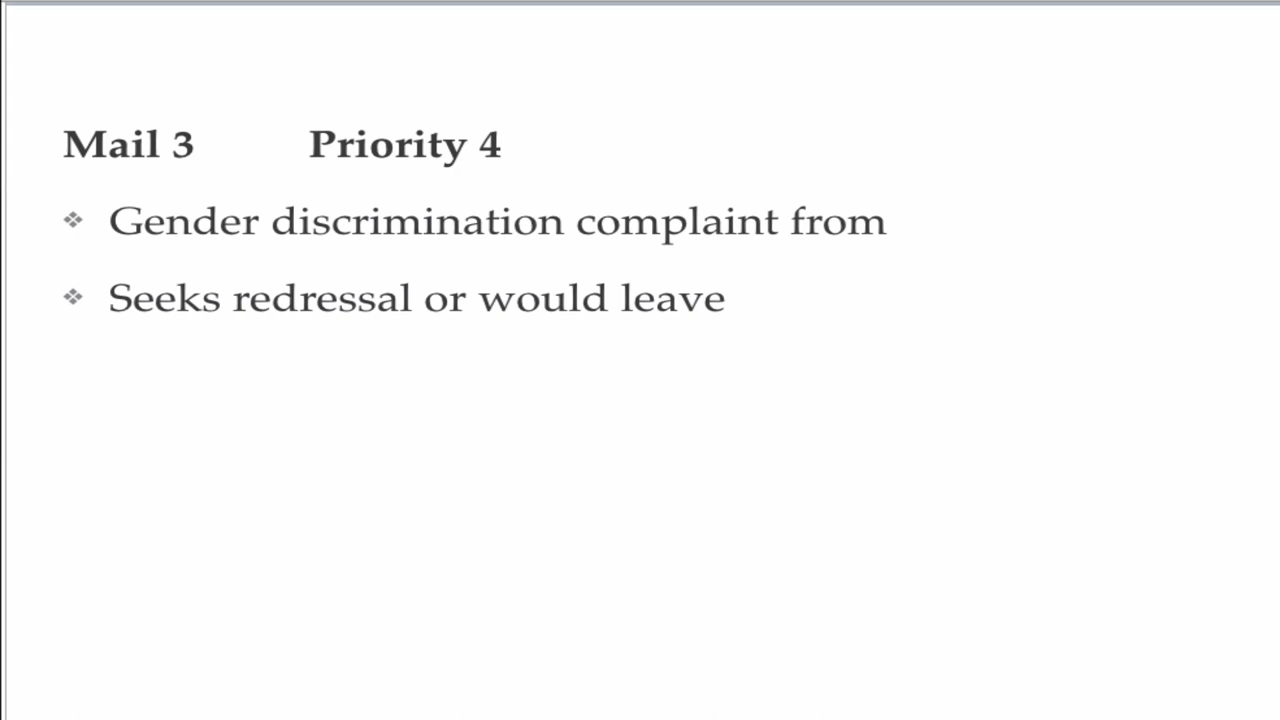 Mail 3 Priority 4
❖ Gender discrimination complaint from
❖ Seeks redressal or would leave